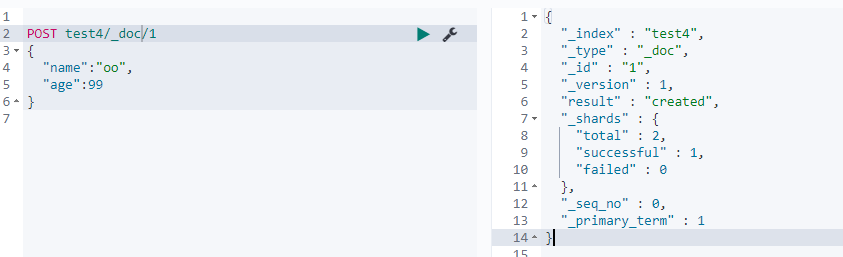 1
2 POST test4/_doc/1
3 {
4 "name":"oo",
5 "age":99
6 }
7
1 {
2 "_index" : "test4",
3 "_type" : "_doc",
4 "_id" : "1",
5 "_version" : 1,
6 "result" : "created",
7 "_shards" : {
8 "total" : 2,
9 "successful" : 1,
10 "failed" : 0
11 },
12 "_seq_no" : 0,
13 "_primary_term" : 1
14 }
15